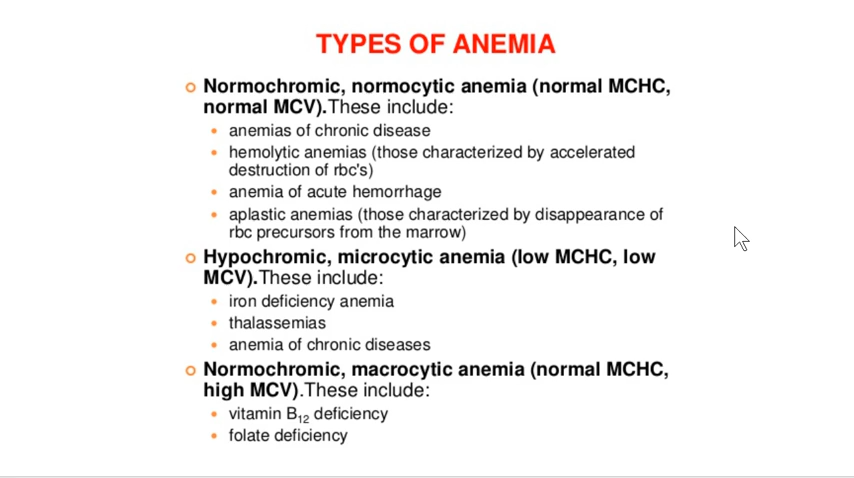 TYPES OF ANEMIA
Normochromic, normocytic anemia (normal MCHC,
normal MCV).These include:
anemias of chronic disease
hemolytic anemias (those characterized by accelerated
destruction of rbc's)
anemia of acute hemorrhage
aplastic anemias (those characterized by disappearance of
rbc precursors from the marrow)
Hypochromic, microcytic anemia (low MCHC, low
MCV).These include:
iron deficiency anemia
thalassemias
anemia of chronic diseases
Normochromic, macrocytic anemia (normal MCHC,
high MCV).These include:
vitamin B12 deficiency
folate deficiency